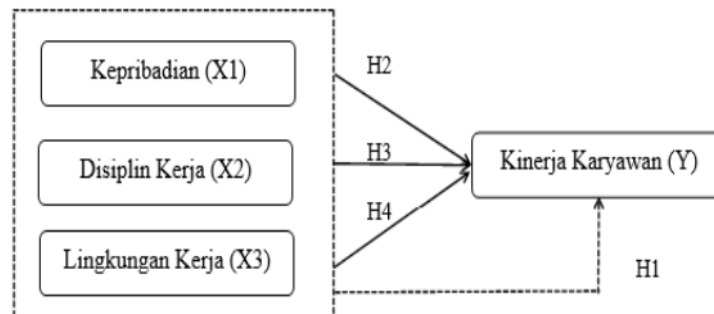 Kepribadian (X1)
H2
Disiplin Kerja (X2)
H3
Kinerja Karyawan (Y)
H4
Lingkungan Kerja (X3)
H1